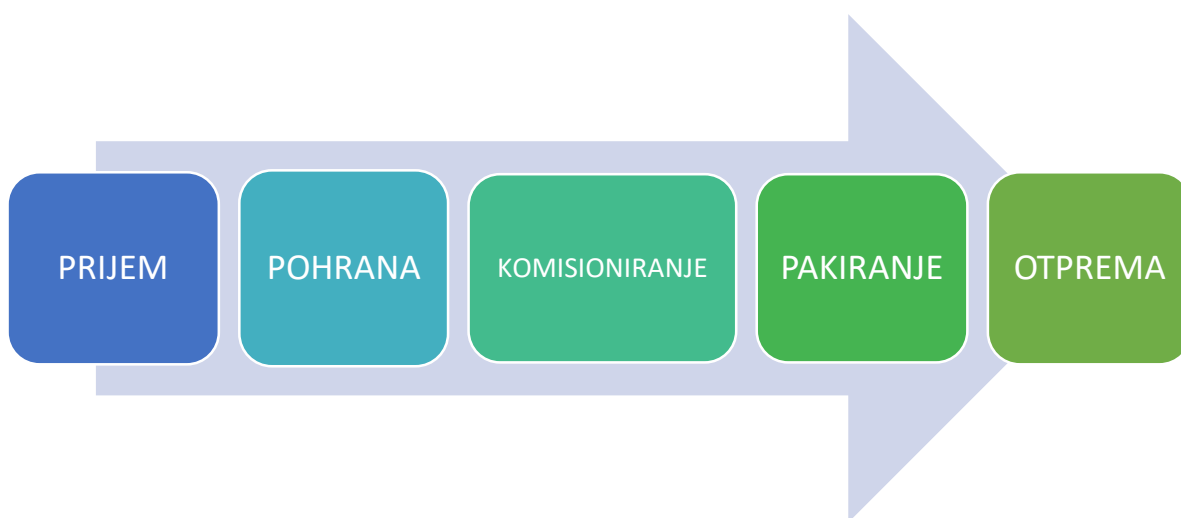 PRIJEM
POHRANA
KOMISIONIRANJE
PAKIRANJE
OTPREMA